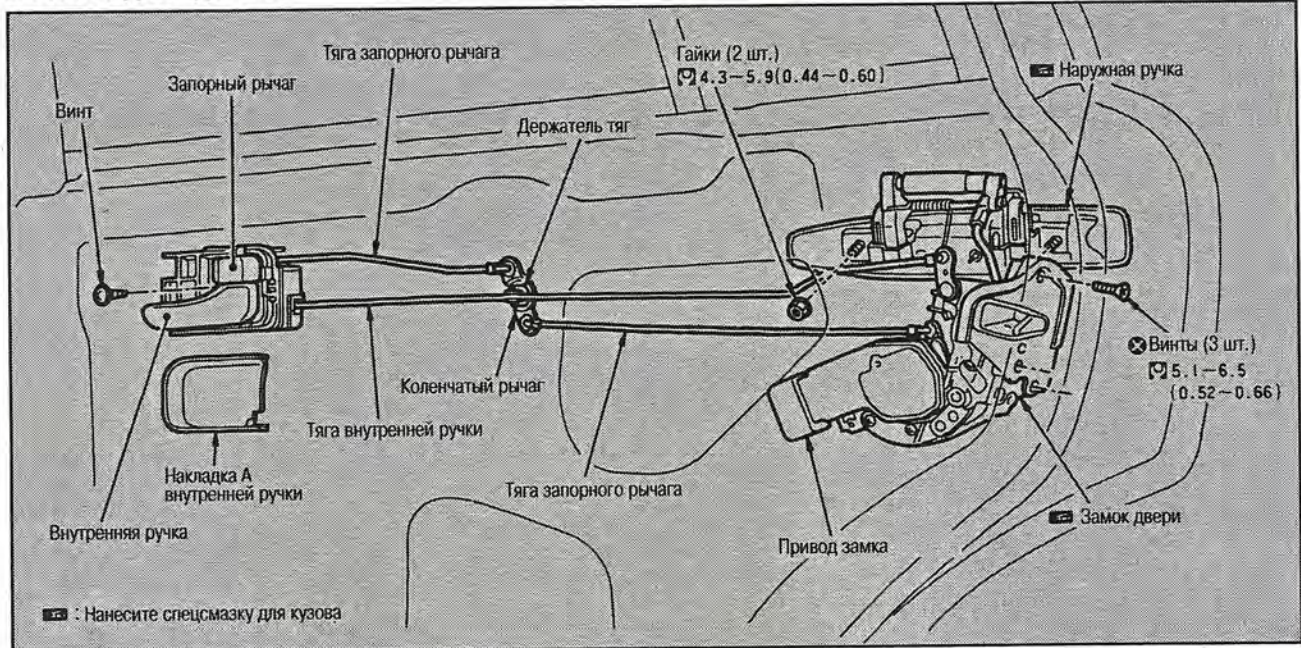 Тяга запорного рычага
Гайки (2 шт.)
4.3–5.9(0.44–0.60)
Наружная ручка
Запорный рычаг
Винт
Держатель тяг
Винты (3 шт.)
5.1–6.5
(0.52–0.66)
C
Коленчатый рычаг
Тяга внутренней ручки
Накладка А
внутренней ручки
Тяга запорного рычага
Внутренняя ручка
Замок двери
Привод замка
: Нанесите спецсмазку для кузова